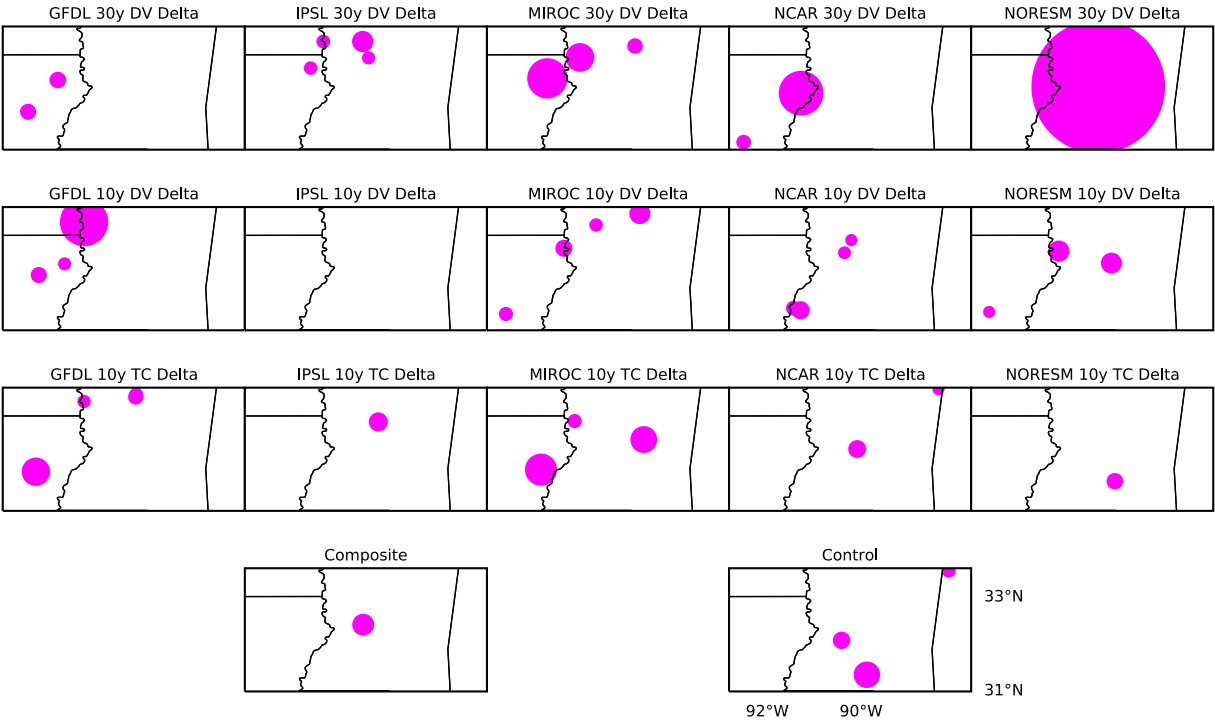 GFDL 30y DV Delta
IPSL 30y DV Delta
MIROC 30y DV Delta
NCAR 30y DV Delta
NORESM 30y DV Delta
GFDL 10y DV Delta
IPSL 10y DV Delta
MIROC 10y DV Delta
NCAR 10y DV Delta
NORESM 10y DV Delta
GFDL 10y TC Delta
IPSL 10y TC Delta
MIROC 10y TC Delta
NCAR 10y TC Delta
NORESM 10y TC Delta
Composite
Control
33°N
31°N
92°W
90°W